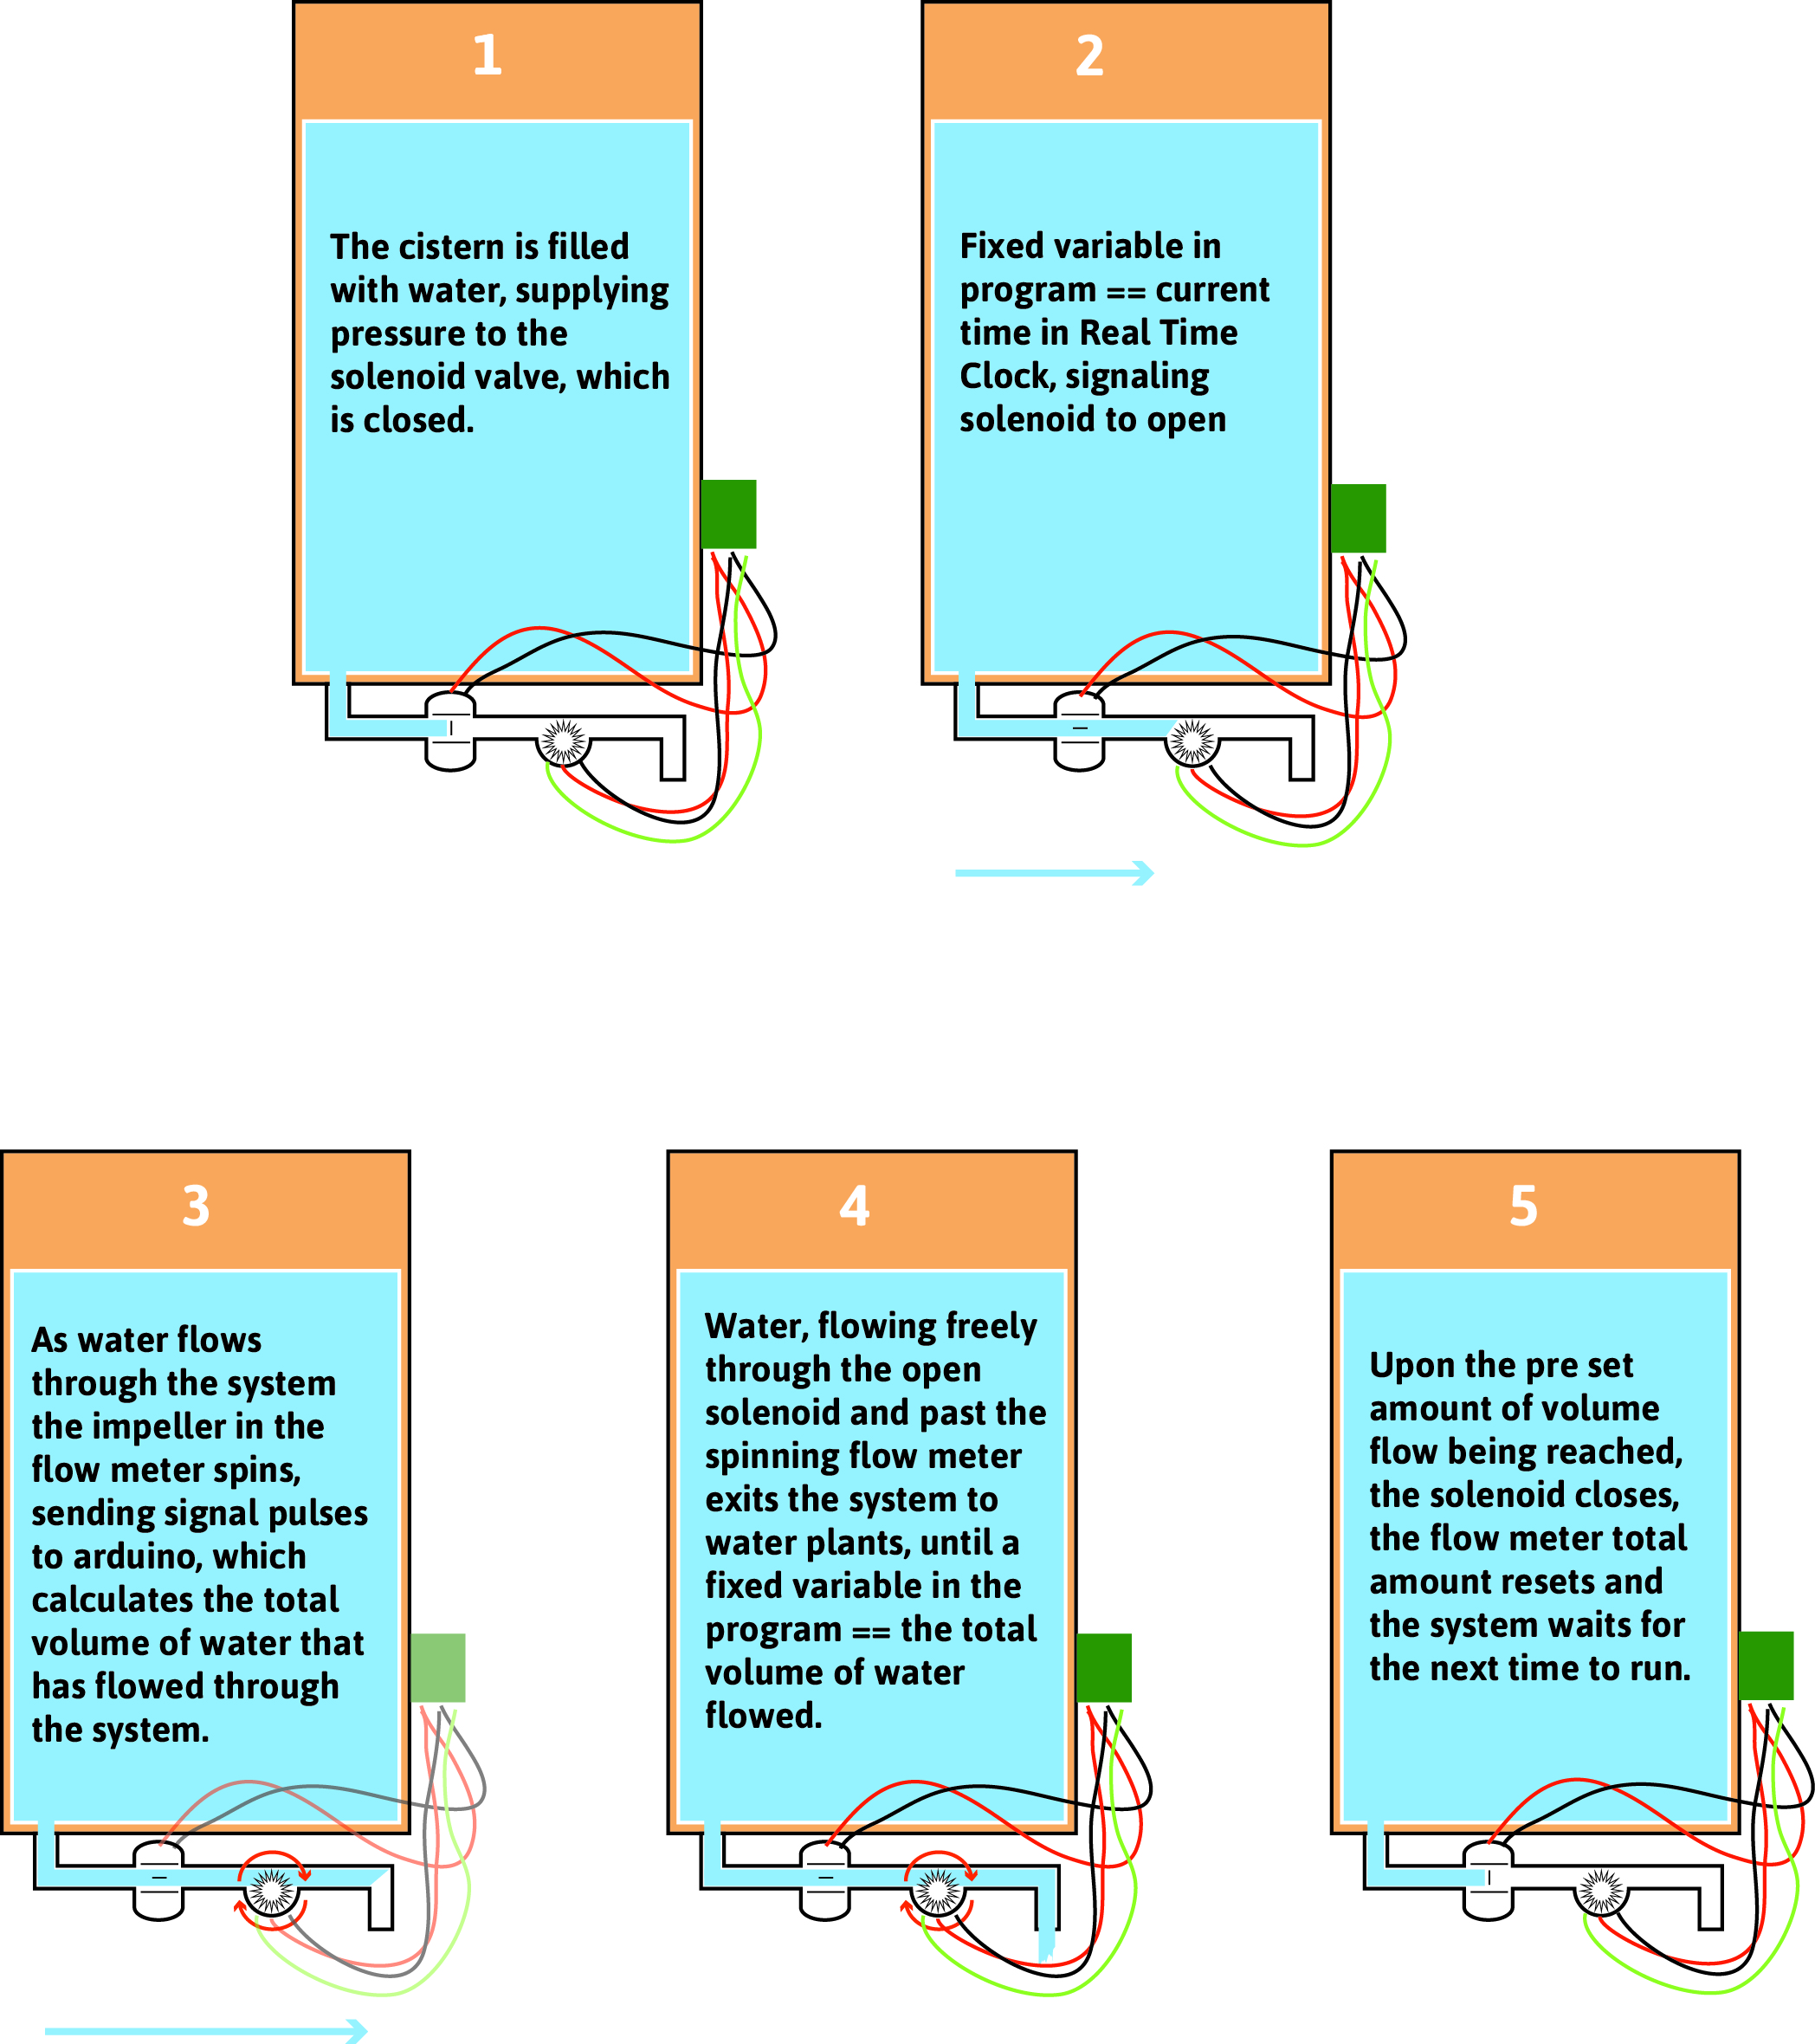 1
The cistern is filled
with water, supplying
pressure to the
solenoid valve, which
is closed.
2
Fixed variable in
program == current
time in Real Time
Clock, signaling
solenoid to open
3
As water flows
through the system
the impeller in the
flow meter spins,
sending signal pulses
to arduino, which
calculates the total
volume of water that
has flowed through
the system.
4
Water, flowing freely
through the open
solenoid and past the
spinning flow meter
exits the system to
water plants, until a
fixed variable in the
program == the total
volume of water
flowed.
5
Upon the pre set
amount of volume
flow being reached,
the solenoid closes,
the flow meter total
amount resets and
the system waits for
the next time to run.